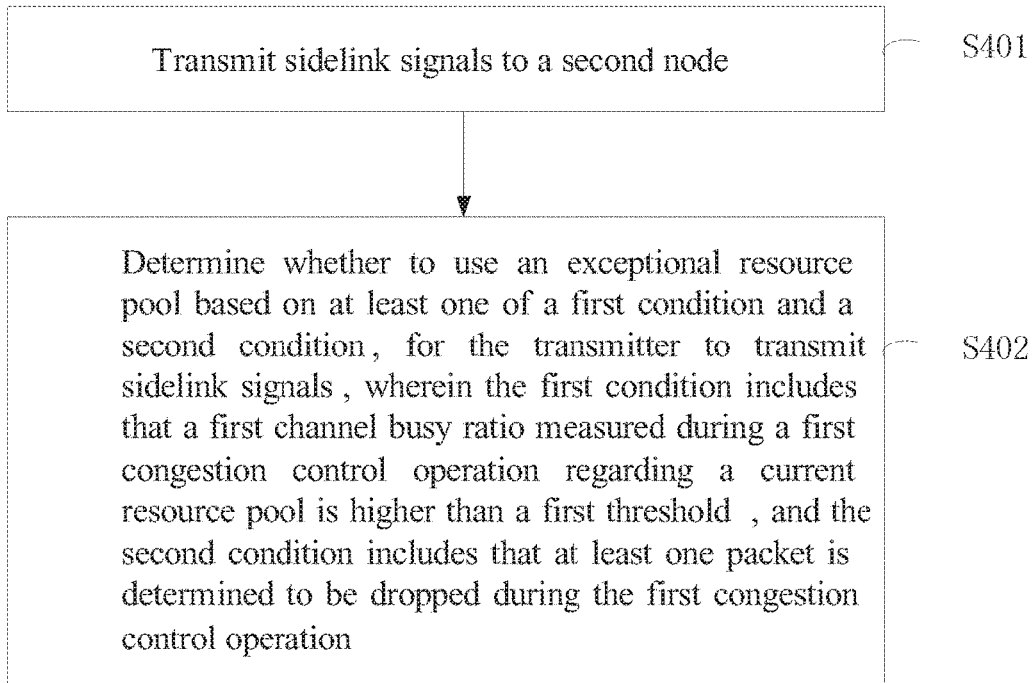 Transmit sidelink signals to a second node
S401
Determine whether to use an exceptional resource
pool based on at least one of a first condition and a
second condition, for the transmitter to transmit
S402
sidelink signals, wherein the first condition includes
that a first channel busy ratio measured during a first
congestion control operation regarding a current
resource pool is higher than a first threshold , and the
second condition includes that at least one packet is
determined to be dropped during the first congestion
control operation